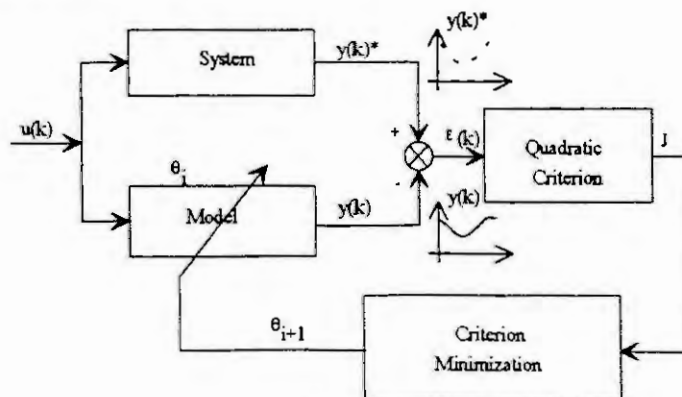 y(k)*
System
y(k)*
u(k)
+
ε(k)
J
Quadratic
Criterion
θi
-
Model
y(k)
y(k)
θi+1
Criterion
Minimization